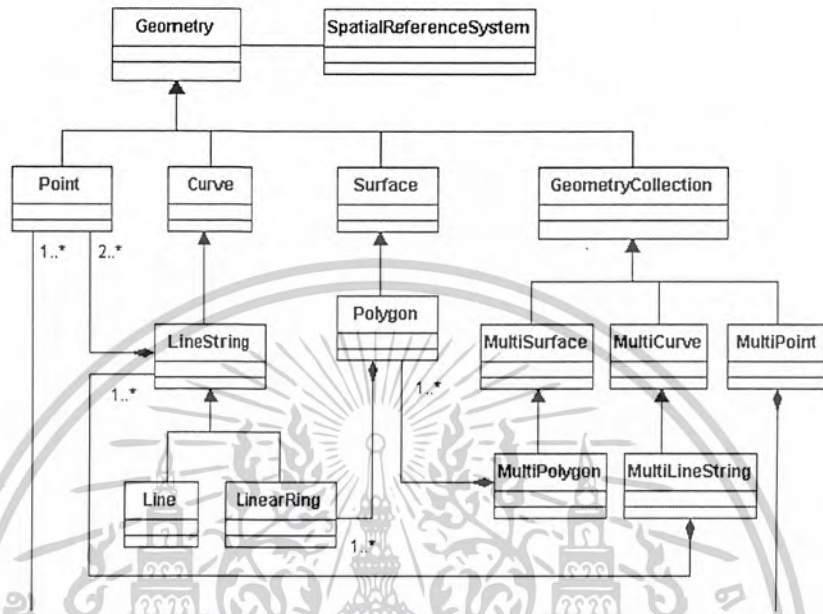 Geometry
SpatialReferenceSystem
Point
Curve
Surface
GeometryCollection
1..*
2..*
LineString
Polygon
MultiSurface
MultiCurve
MultiPoint
1..*
1..*
Line
LinearRing
MultiPolygon
MultiLineString
1..*